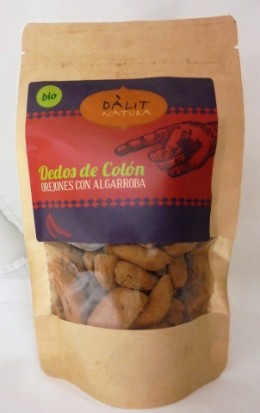 bio
DÀLIT
NATURA
Dedos de Colón
OREJONES CON ALGARROBA